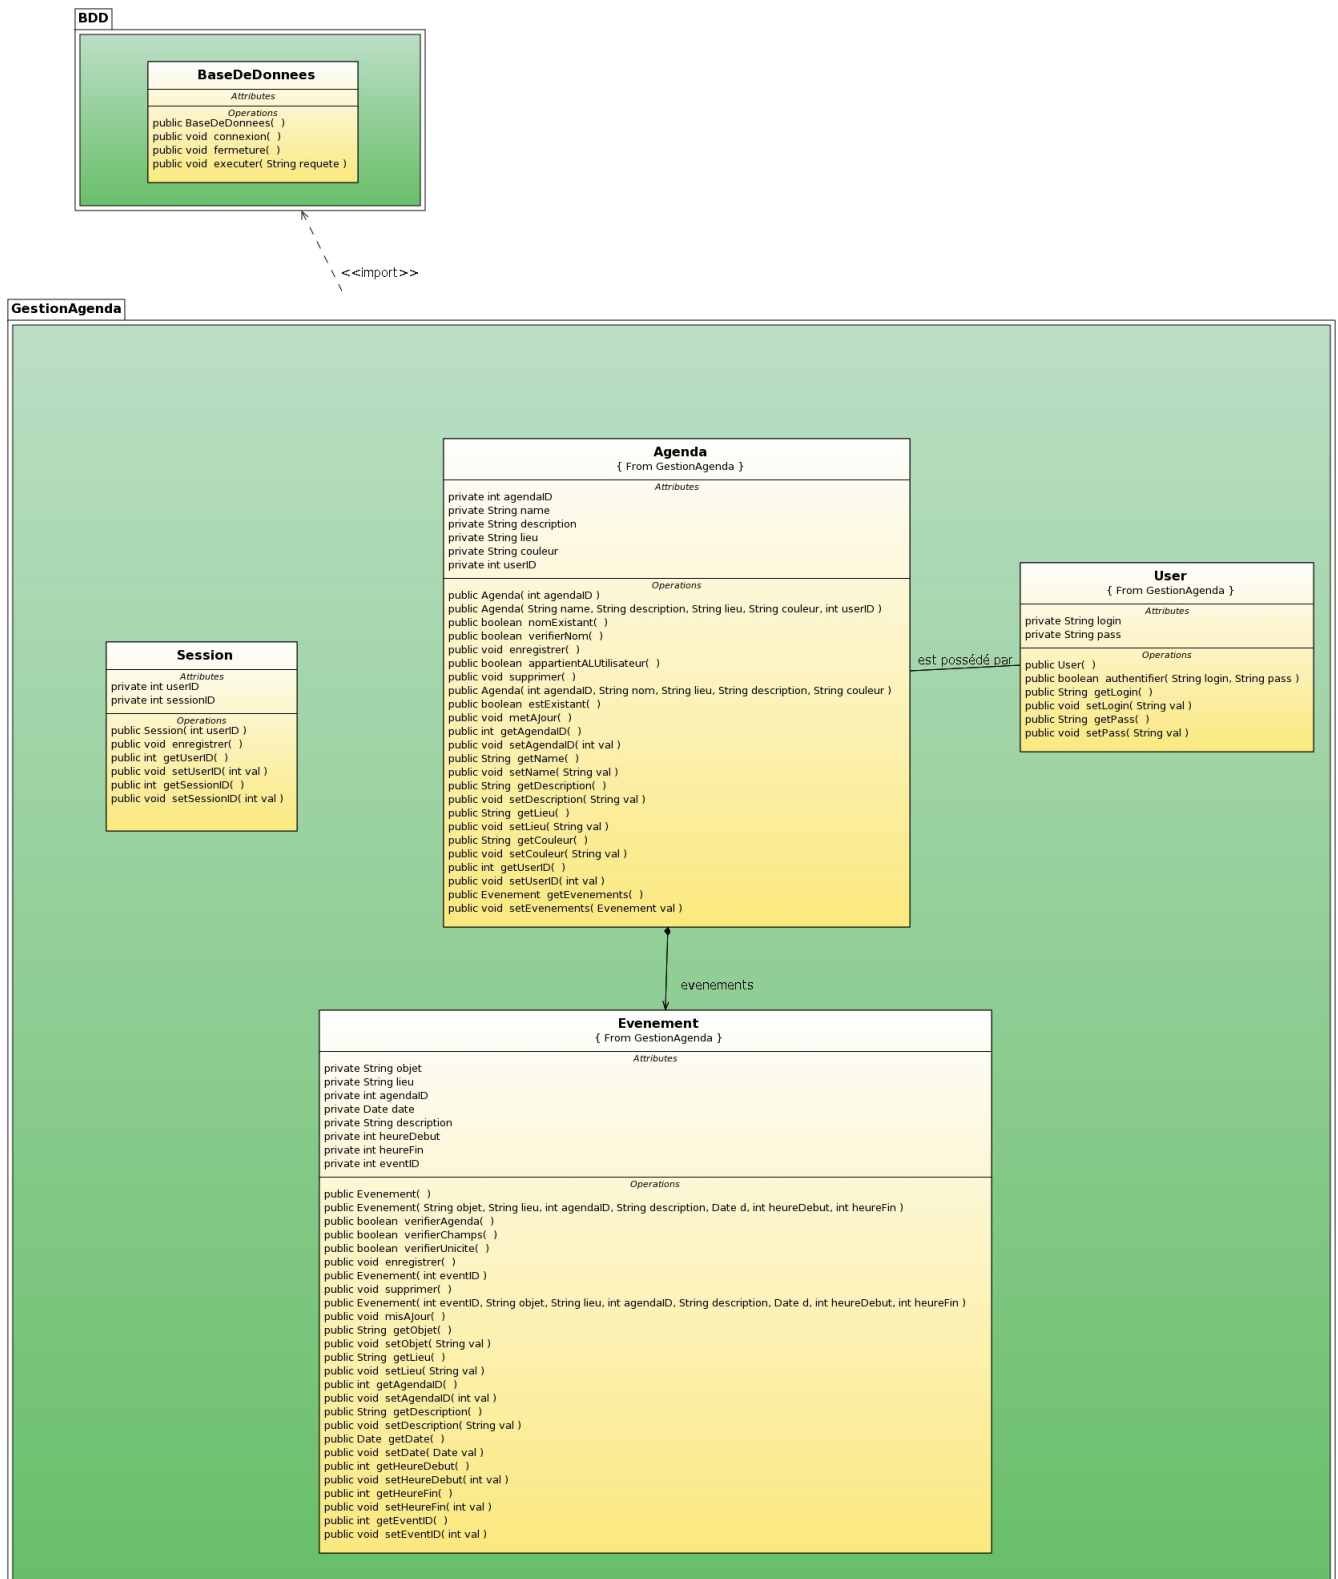 BDD
BaseDeDonnees
Attributes
Operations
public BaseDeDonnees(  )
public void  connexion(  )
public void  fermeture(  )
public void  executer( String requete )
<<import>>
GestionAgenda
Agenda
{ From GestionAgenda }
Attributes
private int agendaID
private String name
private String description
private String lieu
private String couleur
private int userID
Operations
public Agenda( int agendaID )
public Agenda( String name, String description, String lieu, String couleur, int userID )
public boolean  nomExistant(  )
public boolean  verifierNom(  )
public void  enregistrer(  )
public boolean  appartientALUtilisateur(  )
public void  supprimer(  )
public Agenda( int agendaID, String nom, String lieu, String description, String couleur )
public boolean  estExistant(  )
public void  metAJour(  )
public int  getAgendaID(  )
public void  setAgendaID( int val )
public String  getName(  )
public void  setName( String val )
public String  getDescription(  )
public void  setDescription( String val )
public String  getLieu(  )
public void  setLieu( String val )
public String  getCouleur(  )
public void  setCouleur( String val )
public int  getUserID(  )
public void  setUserID( int val )
public Evenement  getEvenements(  )
public void  setEvenements( Evenement val )
est possédé par
User
{ From GestionAgenda }
Attributes
private String login
private String pass
Operations
public User(  )
public boolean  authentifier( String login, String pass )
public String  getLogin(  )
public void  setLogin( String val )
public String  getPass(  )
public void  setPass( String val )
Session
Attributes
private int userID
private int sessionID
Operations
public Session( int userID )
public void  enregistrer(  )
public int  getUserID(  )
public void  setUserID( int val )
public int  getSessionID(  )
public void  setSessionID( int val )
evenements
Evenement
{ From GestionAgenda }
Attributes
private String objet
private String lieu
private int agendaID
private Date date
private String description
private int heureDebut
private int heureFin
private int eventID
Operations
public Evenement(  )
public Evenement( String objet, String lieu, int agendaID, String description, Date d, int heureDebut, int heureFin )
public boolean  verifierAgenda(  )
public boolean  verifierChamps(  )
public boolean  verifierUnicite(  )
public void  enregistrer(  )
public Evenement( int eventID )
public void  supprimer(  )
public Evenement( int eventID, String objet, String lieu, int agendaID, String description, Date d, int heureDebut, int heureFin )
public void  misAJour(  )
public String  getObjet(  )
public void  setObjet( String val )
public String  getLieu(  )
public void  setLieu( String val )
public int  getAgendaID(  )
public void  setAgendaID( int val )
public String  getDescription(  )
public void  setDescription( String val )
public Date  getDate(  )
public void  setDate( Date val )
public int  getHeureDebut(  )
public void  setHeureDebut( int val )
public int  getHeureFin(  )
public void  setHeureFin( int val )
public int  getEventID(  )
public void  setEventID( int val )